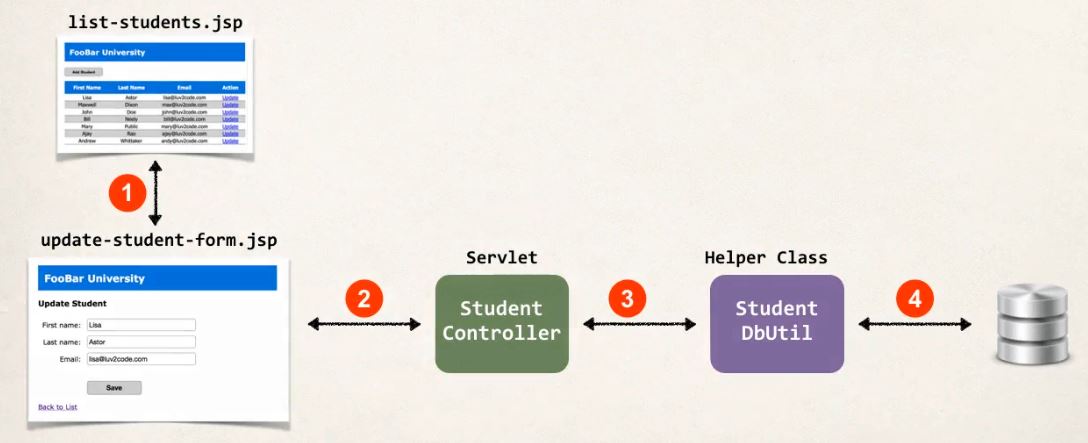 list-students.jsp
FooBar University
Add Student
First Name Last Name Email Action
Lisa Astor lisa@luv2code.com Update
Maxwell Dixon max@luv2code.com Update
John Doe john@luv2code.com Update
Bill Neely bill@luv2code.com Update
Mary Public mary@luv2code.com Update
Ajay Rao ajay@luv2code.com Update
Andrew Whittaker andy@luv2code.com Update
1
update-student-form.jsp
FooBar University
Update Student
First name: Lisa
Last name: Astor
Email: lisa@luv2code.com
Save
Back to List
2
Servlet
Student
Controller
3
Helper Class
Student
DbUtil
4